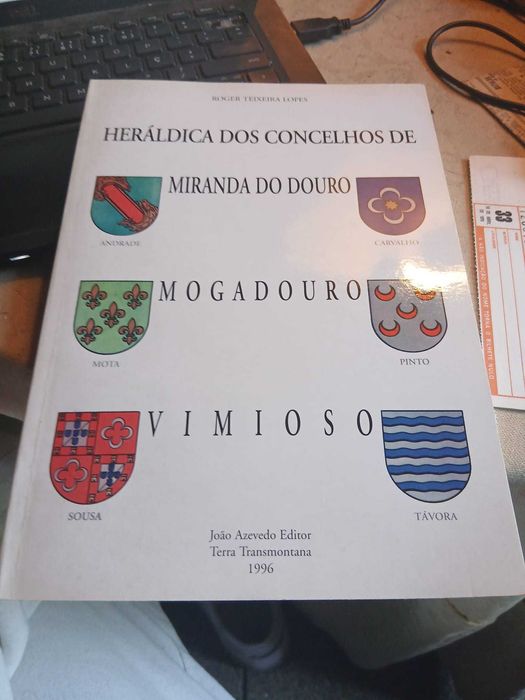 ROGER TEIXEIRA LOPES
HERÁLDICA DOS CONCELHOS DE
MIRANDA DO DOURO
ANDRADE
CARVALHO
MOGADOURO
MOTA
PINTO
VIMIOSO
SOUSA
TÁVORA
João Azevedo Editor
Terra Transmontana
1996
33